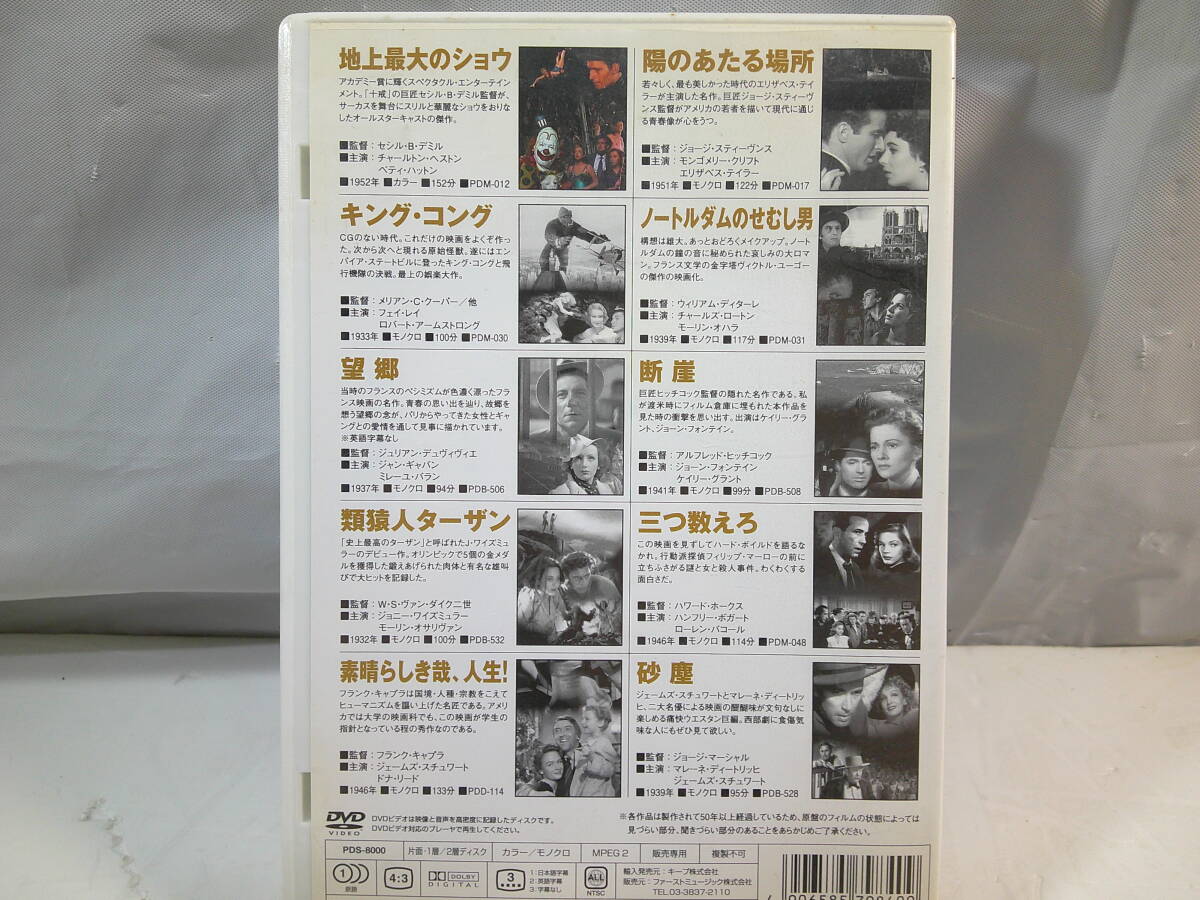 地上最大のショウ
アカデミー賞に輝くスペクタクル・エンターテイン
メント。「十戒」の巨匠セシル・B・デミル監督が、
サーカスを舞台にスリルと華麗なショウをおりな
したオールスターキャストの傑作。
■監督：セシル・B・デミル
■主演：チャールトン・ヘストン
ベティ・ハットン
■1952年 ■カラー ■152分 ■PDM-012
陽のあたる場所
若々しく、最も美しかった時代のエリザベス・テイ
ラーが主演した名作。巨匠ジョージ・スティーヴ
ンス監督がアメリカの若者を描いて現代に通じ
る青春像が心をうつ。
■監督：ジョージ・スティーヴンス
■主演：モンゴメリー・クリフト
エリザベス・テイラー
■1951年 ■モノクロ ■122分 ■PDM-017
キング・コング
CGのない時代。これだけの映画をよくぞ作っ
た。次から次へと現れる原始怪獣。遂にはエン
パイア・ステートビルに登ったキング・コングと飛
行機隊の決戦。最上の娯楽大作。
■監督：メリアン・C・クーパー／他
■主演：フェイ・レイ
ロバート・アームストロング
■1933年 ■モノクロ ■100分 ■PDM-030
ノートルダムのせむし男
構想は雄大。あっとおどろくメイクアップ。ノート
ルダムの鐘の音に秘められた哀しみの大ロマ
ン。フランス文学の金字塔ヴィクトル・ユーゴー
の傑作の映画化。
■監督：ウィリアム・ディターレ
■主演：チャールズ・ロートン
モーリン・オハラ
■1939年 ■モノクロ ■117分 ■PDM-031
望郷
当時のフランスのペシミズムが色濃く漂ったフラ
ンス映画の名作。青春の思い出を辿り、故郷を
想う望郷の念が、パリからやってきた女性とギャ
ングとの愛情を通して見事に描かれています。
※英語字幕なし
■監督：ジュリアン・デュヴィヴィエ
■主演：ジャン・ギャバン
ミレーユ・バラン
■1937年 ■モノクロ ■94分 ■PDB-506
断崖
巨匠ヒッチコック監督の隠れた名作である。私
が渡米時にフィルム倉庫に埋もれた本作品を
見た時の衝撃を思い出す。出演はケイリー・グラ
ント、ジョーン・フォンテイン。
■監督：アルフレッド・ヒッチコック
■主演：ジョーン・フォンテイン
ケイリー・グラント
■1941年 ■モノクロ ■99分 ■PDB-508
類猿人ターザン
「史上最高のターザン」と呼ばれたJ・ワイズミュ
ラーのデビュー作。オリンピックで5個の金メダ
ルを獲得した鍛えあげられた肉体と有名な雄叫
びで大ヒットを記録した。
■監督：W・S・ヴァン・ダイク二世
■主演：ジョニー・ワイズミュラー
モーリン・オサリヴァン
■1932年 ■モノクロ ■100分 ■PDB-532
三つ数えろ
この映画を見ずしてハード・ボイルドを語るな
かれ。行動派探偵フィリップ・マーローの前に
立ちふさがる謎と女と殺人事件。わくわくする
面白さだ。
■監督：ハワード・ホークス
■主演：ハンフリー・ボガート
ローレン・バコール
■1946年 ■モノクロ ■114分 ■PDM-048
素晴らしき哉、人生!
フランク・キャプラは国境・人種・宗教をこえて
ヒューマニズムを謳い上げた名匠である。アメリ
カでは大学の映画科でも、この映画が学生の
指針となっている程の秀作なのである。
■監督：フランク・キャプラ
■主演：ジェームズ・スチュワート
ドナ・リード
■1946年 ■モノクロ ■133分 ■PDD-114
砂塵
ジェームズ・スチュワートとマレーネ・ディートリッ
ヒ、二大名優による映画の醍醐味が文句なしに
楽しめる痛快ウエスタン巨編。西部劇に食傷気
味な人にもぜひ見て欲しい。
■監督：ジョージ・マーシャル
■主演：マレーネ・ディートリッヒ
ジェームズ・スチュワート
■1939年 ■モノクロ ■95分 ■PDB-528
DVD VIDEO
DVDビデオは映像と音声を高密度に記録したディスクです。
DVDビデオ対応のプレーヤで再生してください。
※各作品は製作されて50年以上経過しているため、原盤のフィルムの状態によっては
見づらい部分、聞きづらい部分のあることをあらかじめご了承ください。
PDS-8000 片面・1層／2層ディスク カラー／モノクロ MPEG 2 販売専用 複製不可
1 原語
4:3
DOLBY DIGITAL
3
1：日本語字幕
2：英語字幕
3：字幕なし
ALL NTSC
輸入発売元：キープ株式会社
販売元：ファーストミュージック株式会社
TEL.03-3837-2110